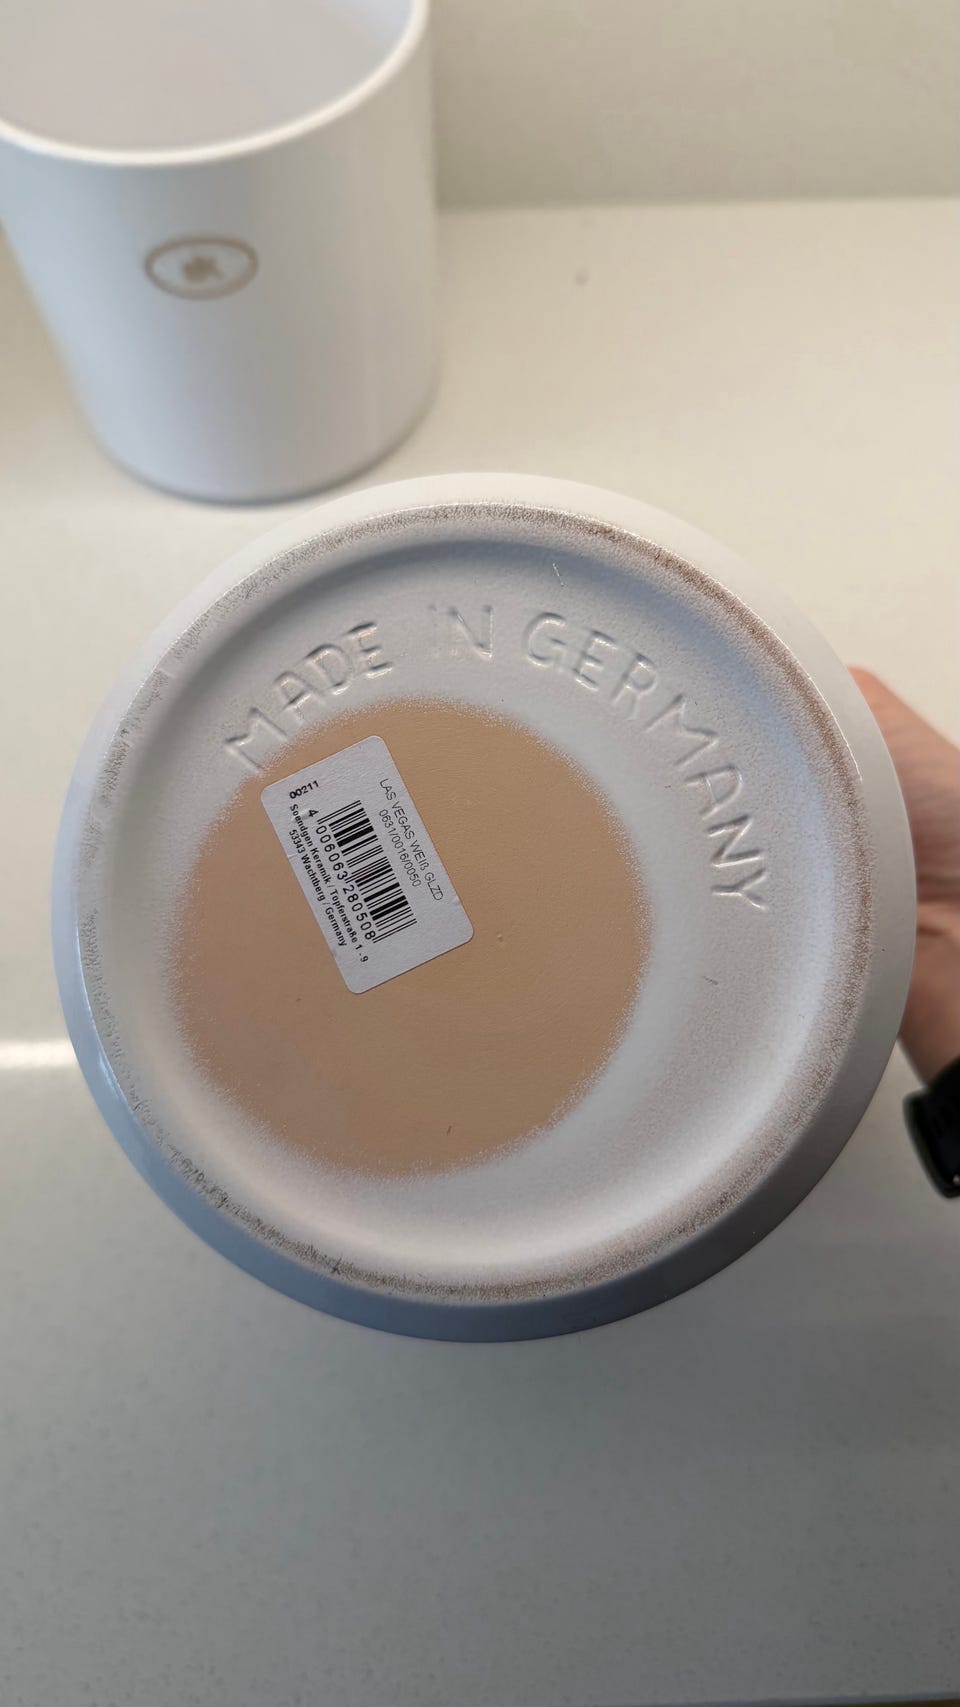 MADE IN GERMANY
LAS VEGAS WEIß GLZD
0631/0016/0050
00211
4 006063 280508
Soendgen Keramik / Töpferstraße 1 - 9
53343 Wachtberg / Germany